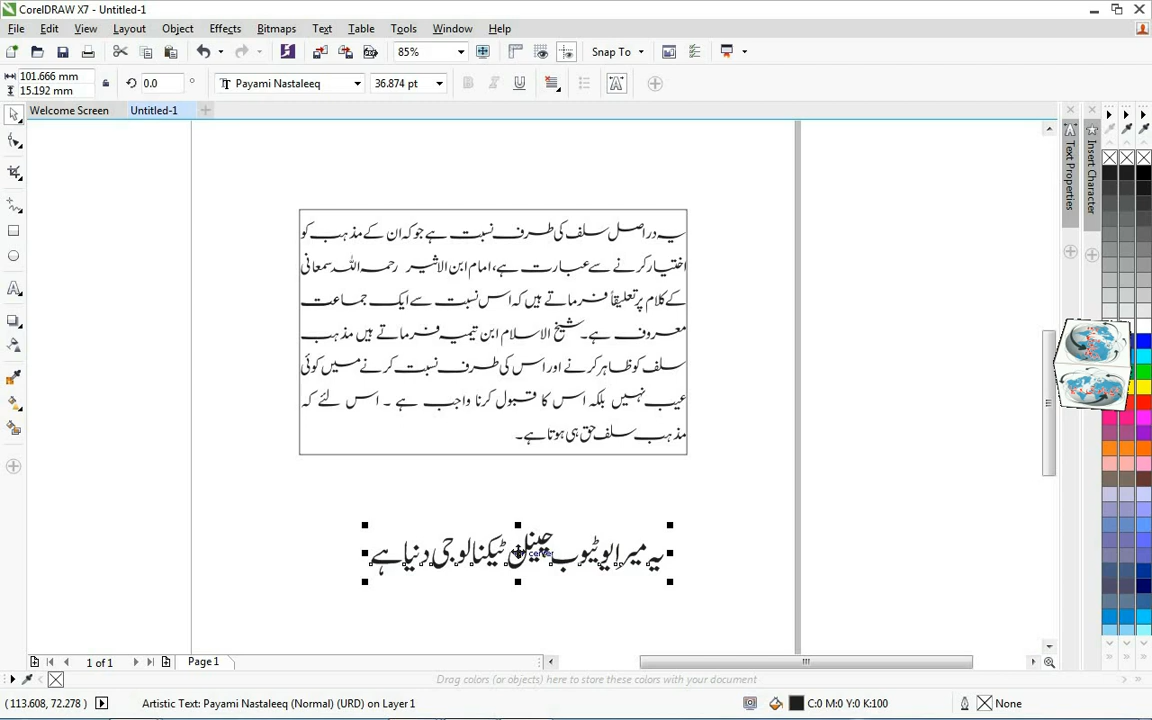 CorelDRAW X7 - Untitled-1
File Edit View Layout Object Effects Bitmaps Text Table Tools Window Help
85% Snap To
101.666 mm
15.192 mm
0.0 ° Payami Nastaleeq 36.874 pt
Welcome Screen Untitled-1
Text Properties
Insert Character
یہ دراصل سلف کی طرف نسبت ہے جو کہ ان کے مذہب کو
اختیار کرنے سے عبارت ہے، امام ابن الاثیر رحمہ اللہ سمعانی
کے کلام پر تعلیقاً فرماتے ہیں کہ اس نسبت سے ایک جماعت
معروف ہے۔ شیخ الاسلام ابن تیمیہ فرماتے ہیں مذہب
سلف کو ظاہر کرنے اور اس کی طرف نسبت کرنے میں کوئی
عیب نہیں بلکہ اس کا قبول کرنا واجب ہے ۔ اس لئے کہ
مذہب سلف حق ہی ہوتا ہے۔
یہ میرا یوٹیوب چینل ٹیکنالوجی دنیا ہے
center
1 of 1 Page 1
Drag colors (or objects) here to store these colors with your document
(113.608, 72.278) Artistic Text: Payami Nastaleeq (Normal) (URD) on Layer 1 C:0 M:0 Y:0 K:100 None